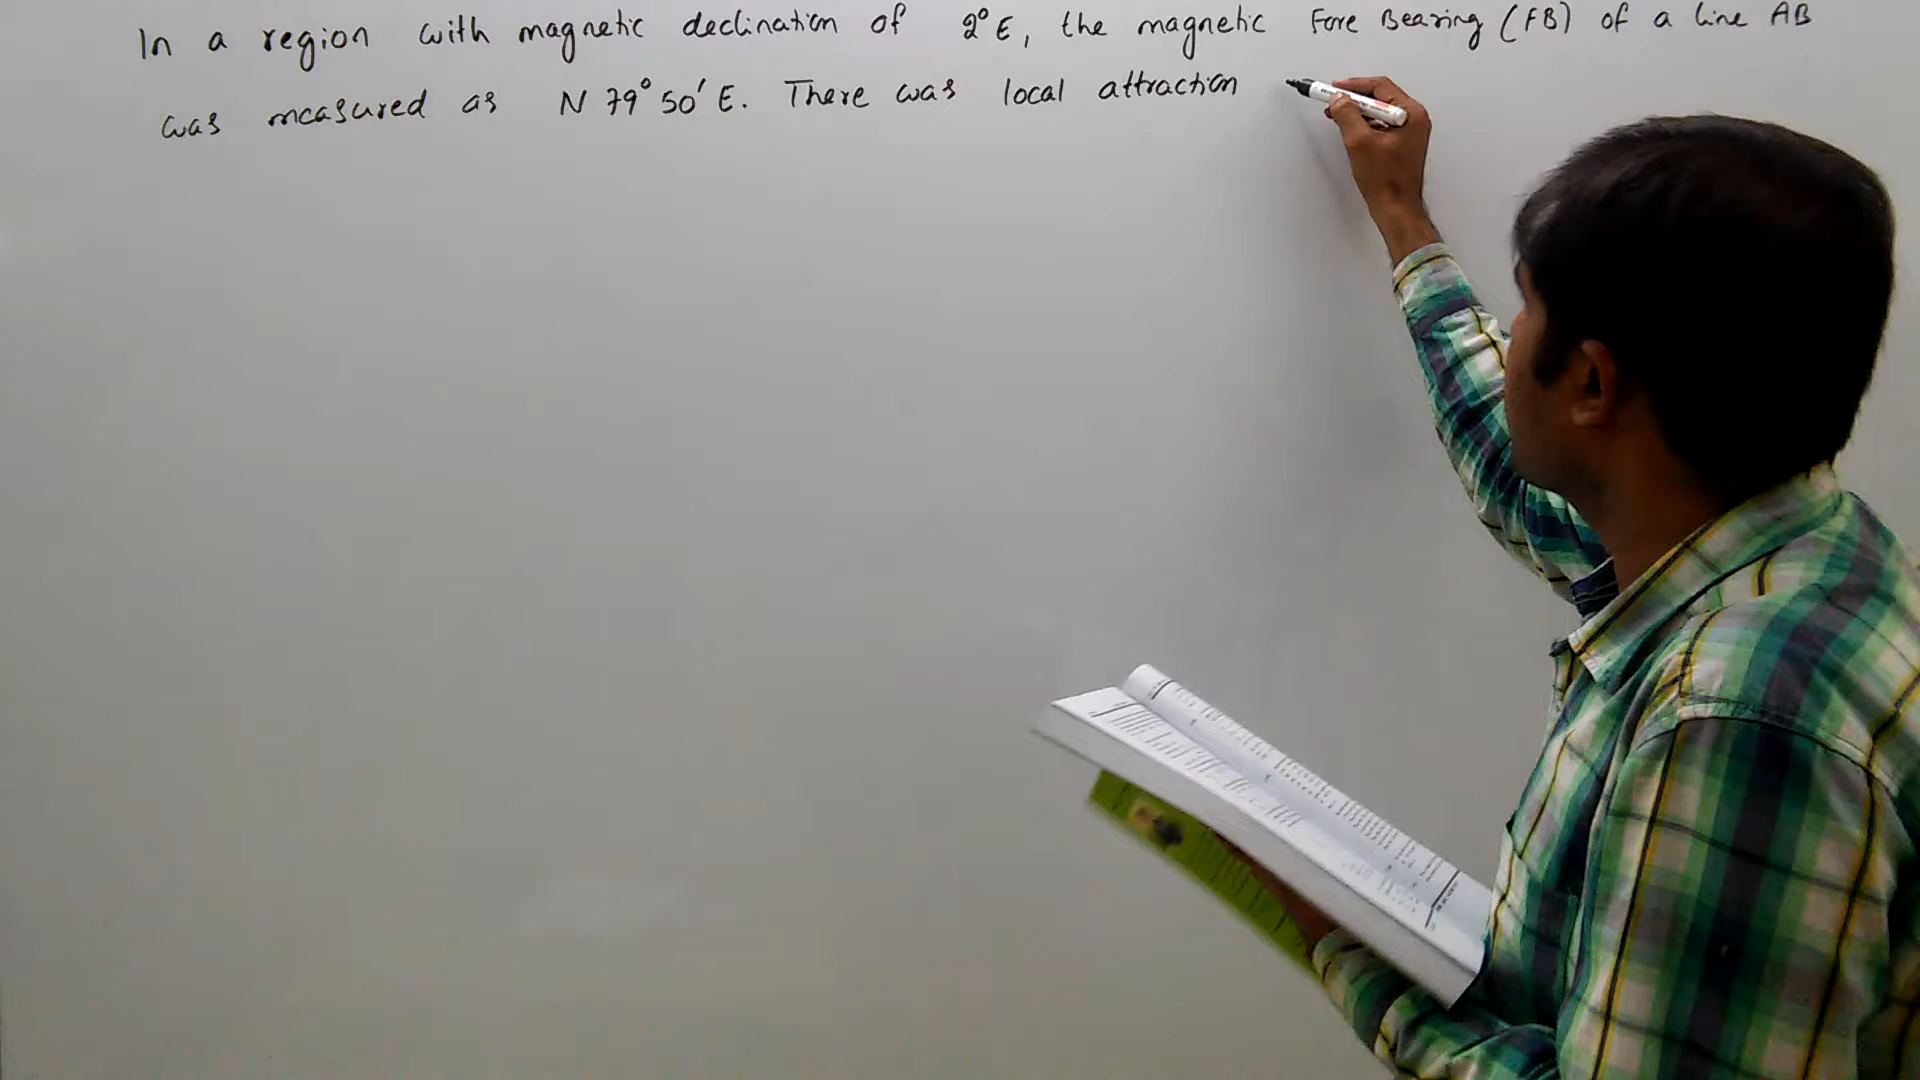 In a region with magnetic declination of 2° E, the magnetic Fore Bearing (FB) of a line AB
was measured as N 79° 50' E. There was local attraction